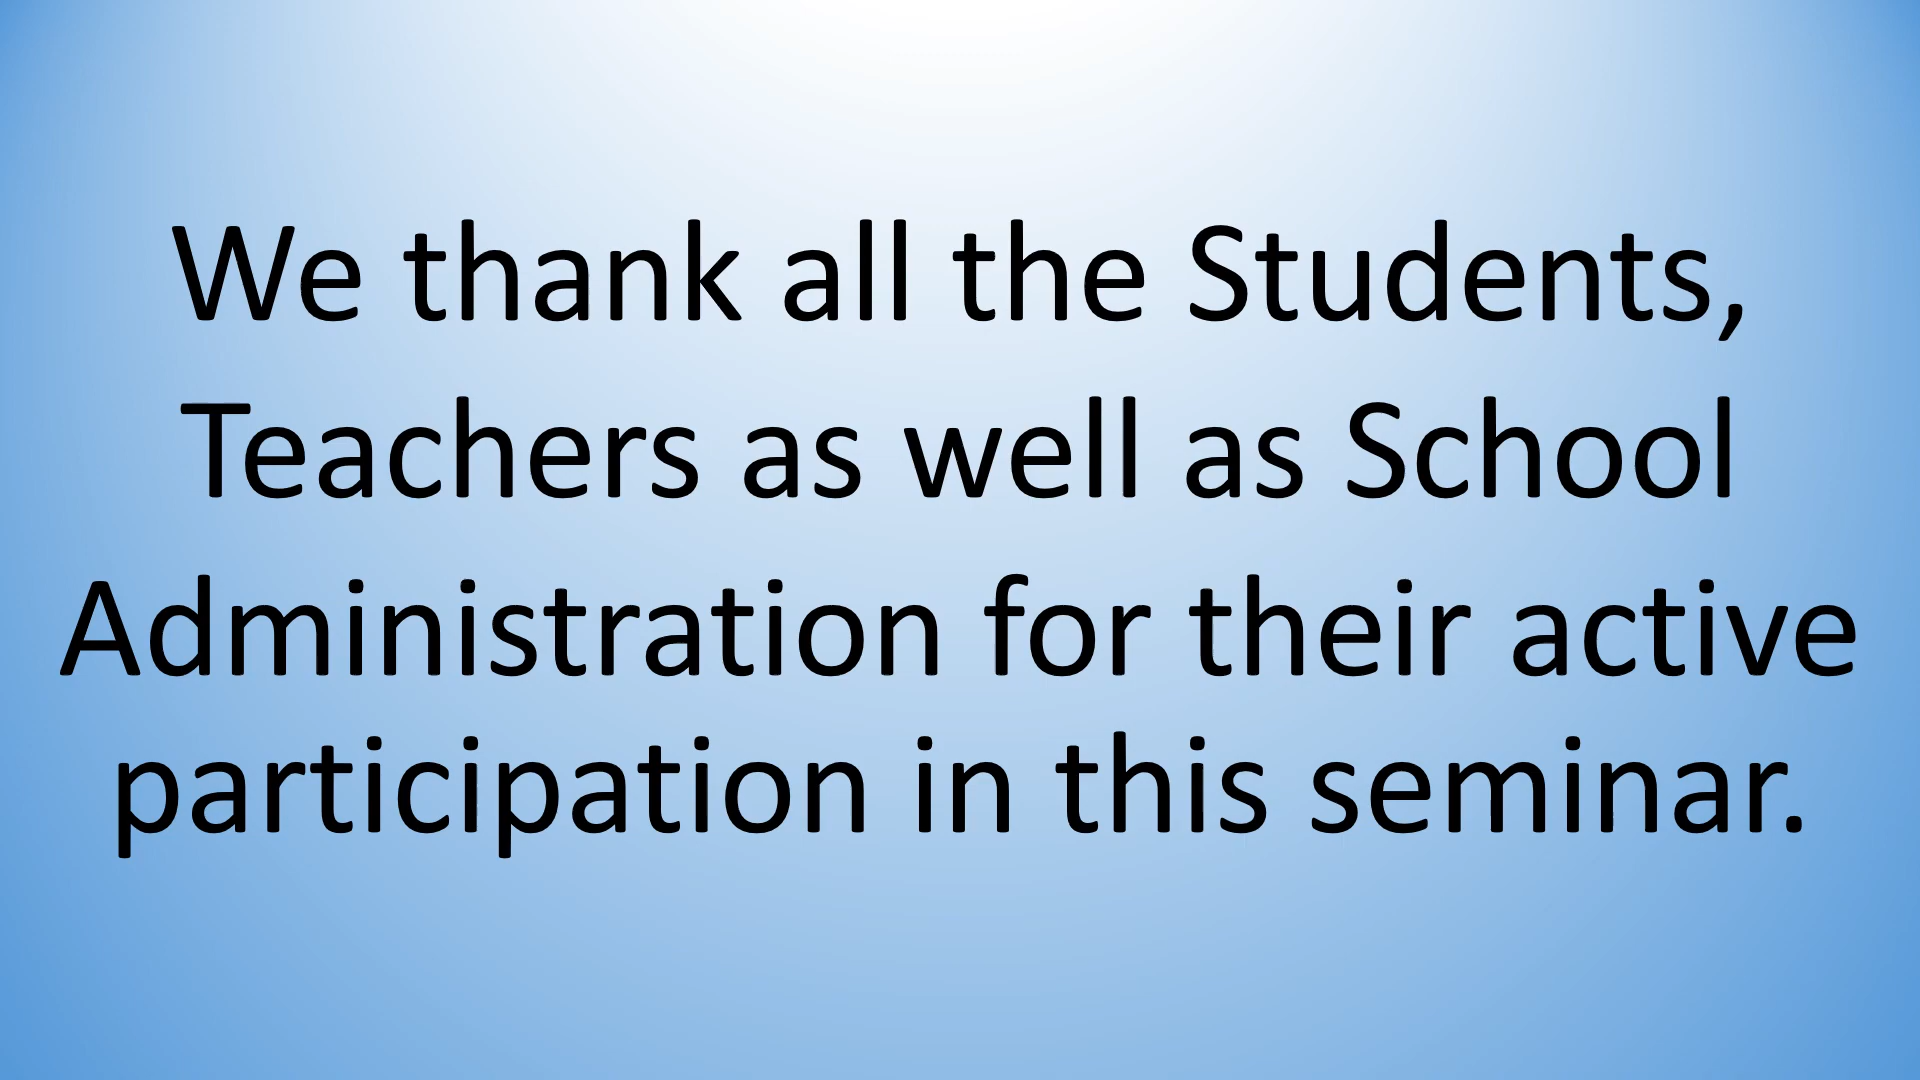 We thank all the Students,
Teachers as well as School
Administration for their active
participation in this seminar.